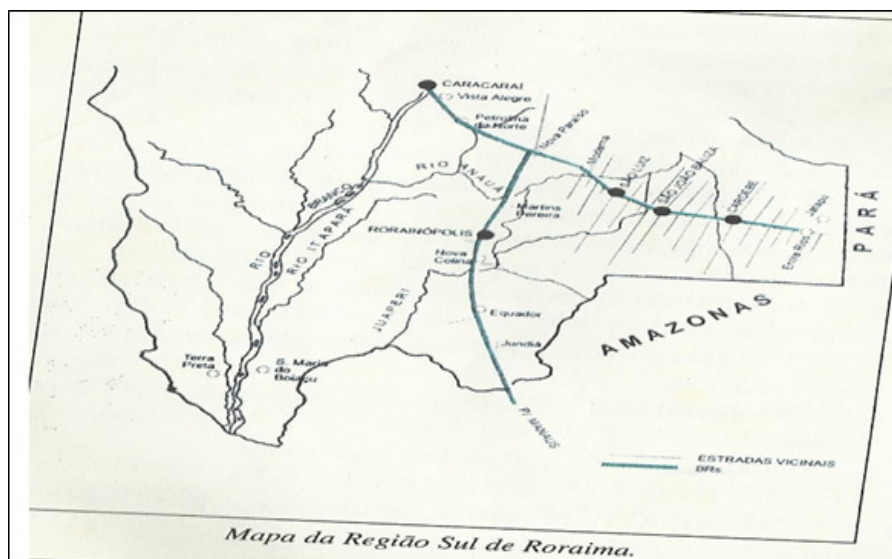 CARACARAÍ
Vista Alegre
Petrolina do Norte
Nova Paraíso
Moderna
SÃO LUIZ
SÃO JOÃO BALIZA
CAROEBE
Jatapu
Entre Rios
PARÁ
RIO ANAUÁ
Martins Pereira
RIO BRANCO
RIO ITAPARÁ
RORAINÓPOLIS
Nova Colina
JUAPERI
Equador
AMAZONAS
Jundiá
Terra Preta
S. Maria do Boiaçu
P/ MANAUS
ESTRADAS VICINAIS
BRs
Mapa da Região Sul de Roraima.